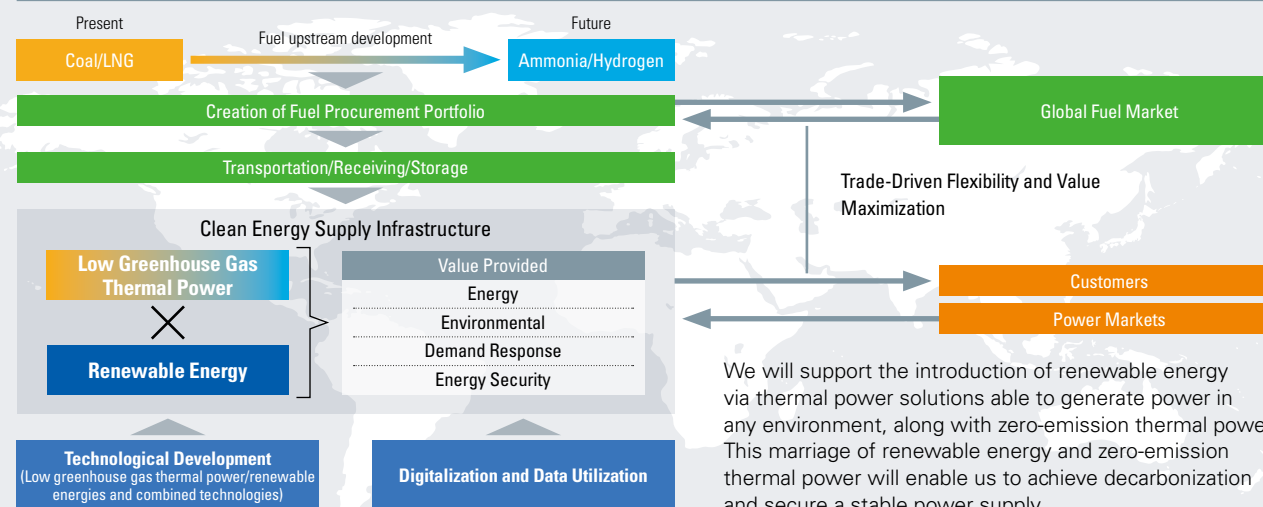 Present
Future
Fuel upstream development
Coal/LNG
Ammonia/Hydrogen
Creation of Fuel Procurement Portfolio
Global Fuel Market
Transportation/Receiving/Storage
Trade-Driven Flexibility and Value
Maximization
Clean Energy Supply Infrastructure
Low Greenhouse Gas
Thermal Power
Renewable Energy
Value Provided
Energy
Environmental
Demand Response
Energy Security
Customers
Power Markets
We will support the introduction of renewable energy
via thermal power solutions able to generate power in
any environment, along with zero-emission thermal powe
This marriage of renewable energy and zero-emission
thermal power will enable us to achieve decarbonization
and secure a stable power supply
Technological Development
(Low greenhouse gas thermal power/renewable
energies and combined technologies)
Digitalization and Data Utilization